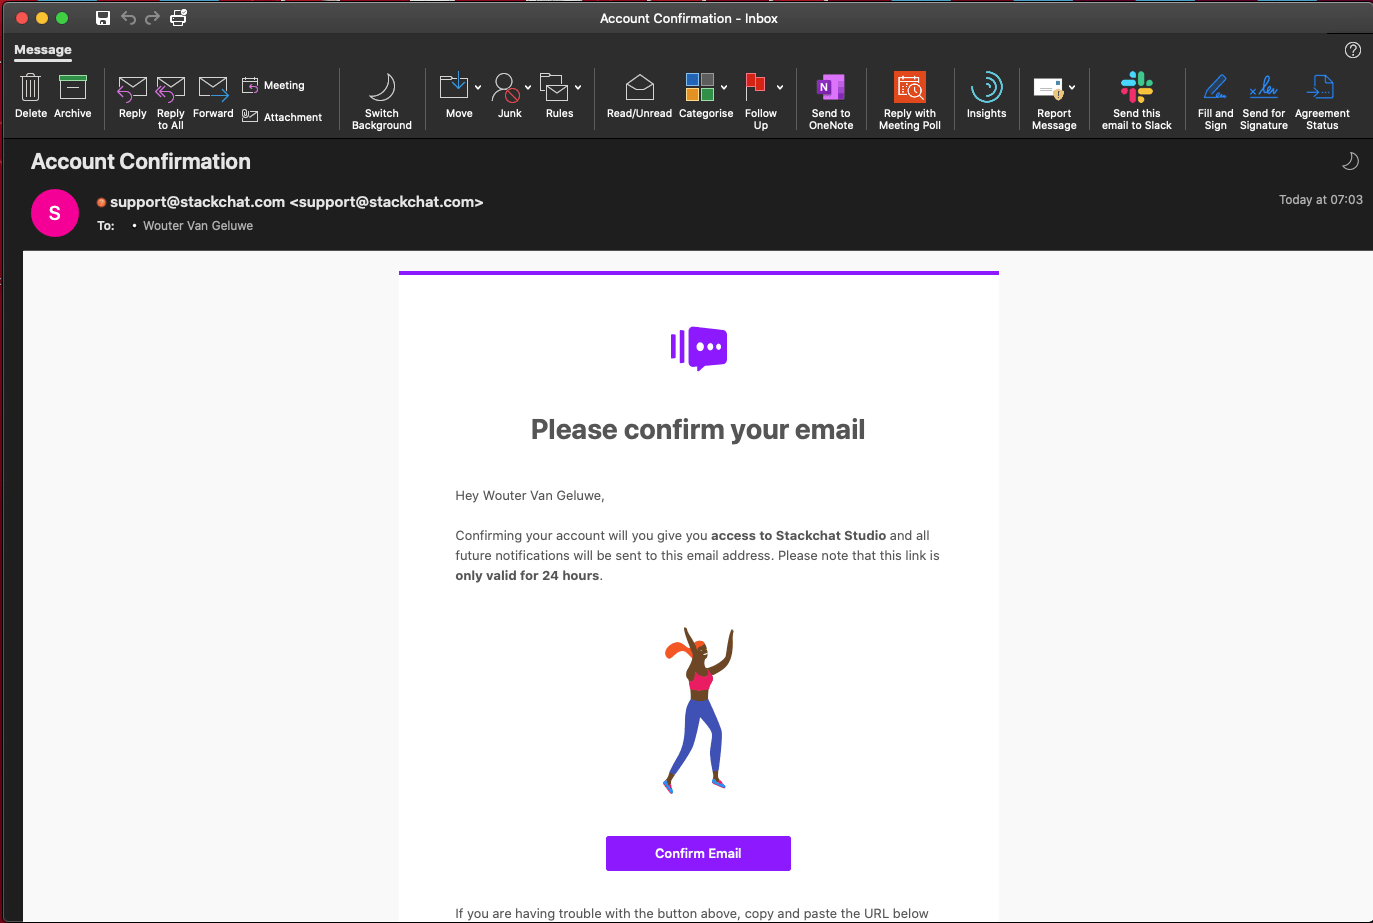 Account Confirmation - Inbox
Message
Delete
Archive
Reply
Reply to All
Forward
Meeting
Attachment
Switch Background
Move
Junk
Rules
Read/Unread
Categorise
Follow Up
Send to OneNote
Reply with Meeting Poll
Insights
Report Message
Send this email to Slack
Fill and Sign
Send for Signature
Agreement Status
Account Confirmation
S
support@stackchat.com <support@stackchat.com>
Today at 07:03
To: • Wouter Van Geluwe
Please confirm your email
Hey Wouter Van Geluwe,
Confirming your account will you give you access to Stackchat Studio and all
future notifications will be sent to this email address. Please note that this link is
only valid for 24 hours.
Confirm Email
If you are having trouble with the button above, copy and paste the URL below